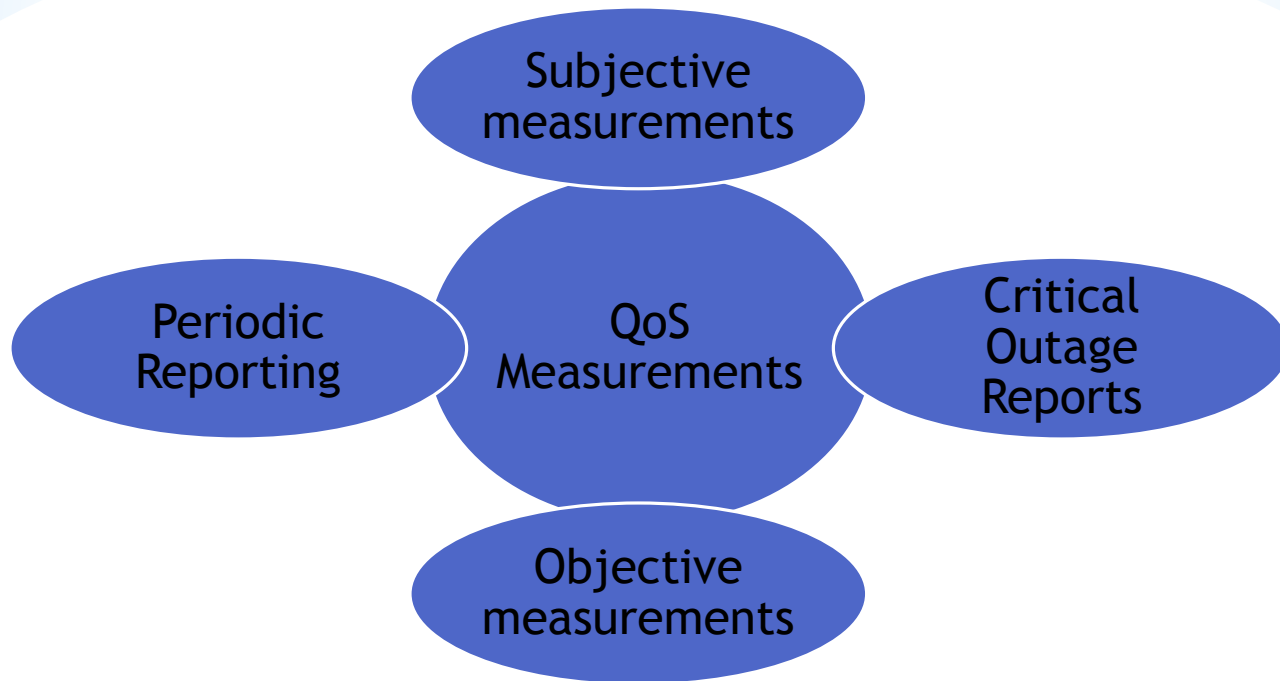 Subjective
measurements
Periodic
Reporting
QoS
Measurements
Critical
Outage
Reports
Objective
measurements